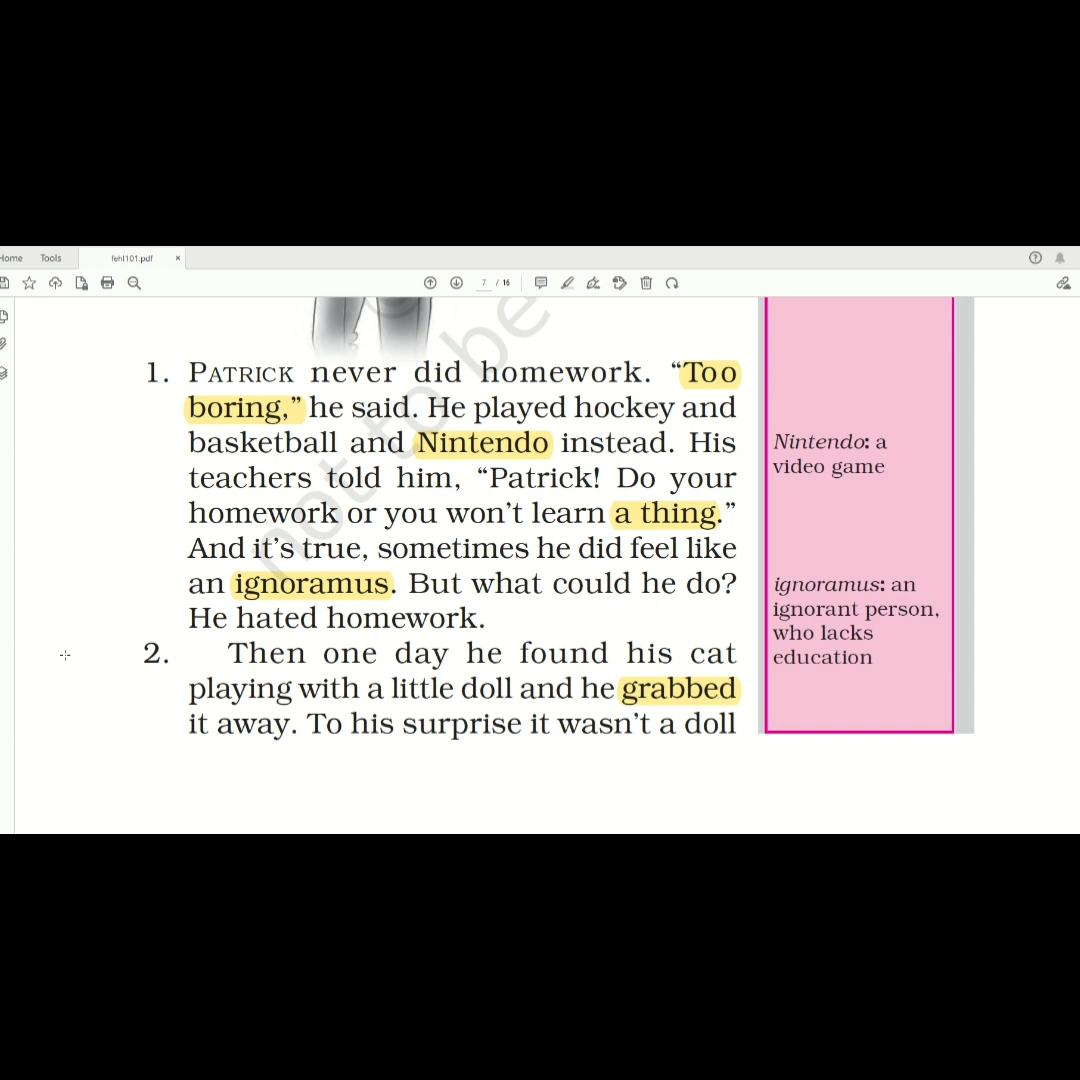 Home Tools fehl101.pdf ×
7 / 16
1. PATRICK never did homework. “Too
boring,” he said. He played hockey and
basketball and Nintendo instead. His
teachers told him, “Patrick! Do your
homework or you won’t learn a thing.”
And it’s true, sometimes he did feel like
an ignoramus. But what could he do?
He hated homework.
2. Then one day he found his cat
playing with a little doll and he grabbed
it away. To his surprise it wasn’t a doll
Nintendo: a
video game
ignoramus: an
ignorant person,
who lacks
education
not to be